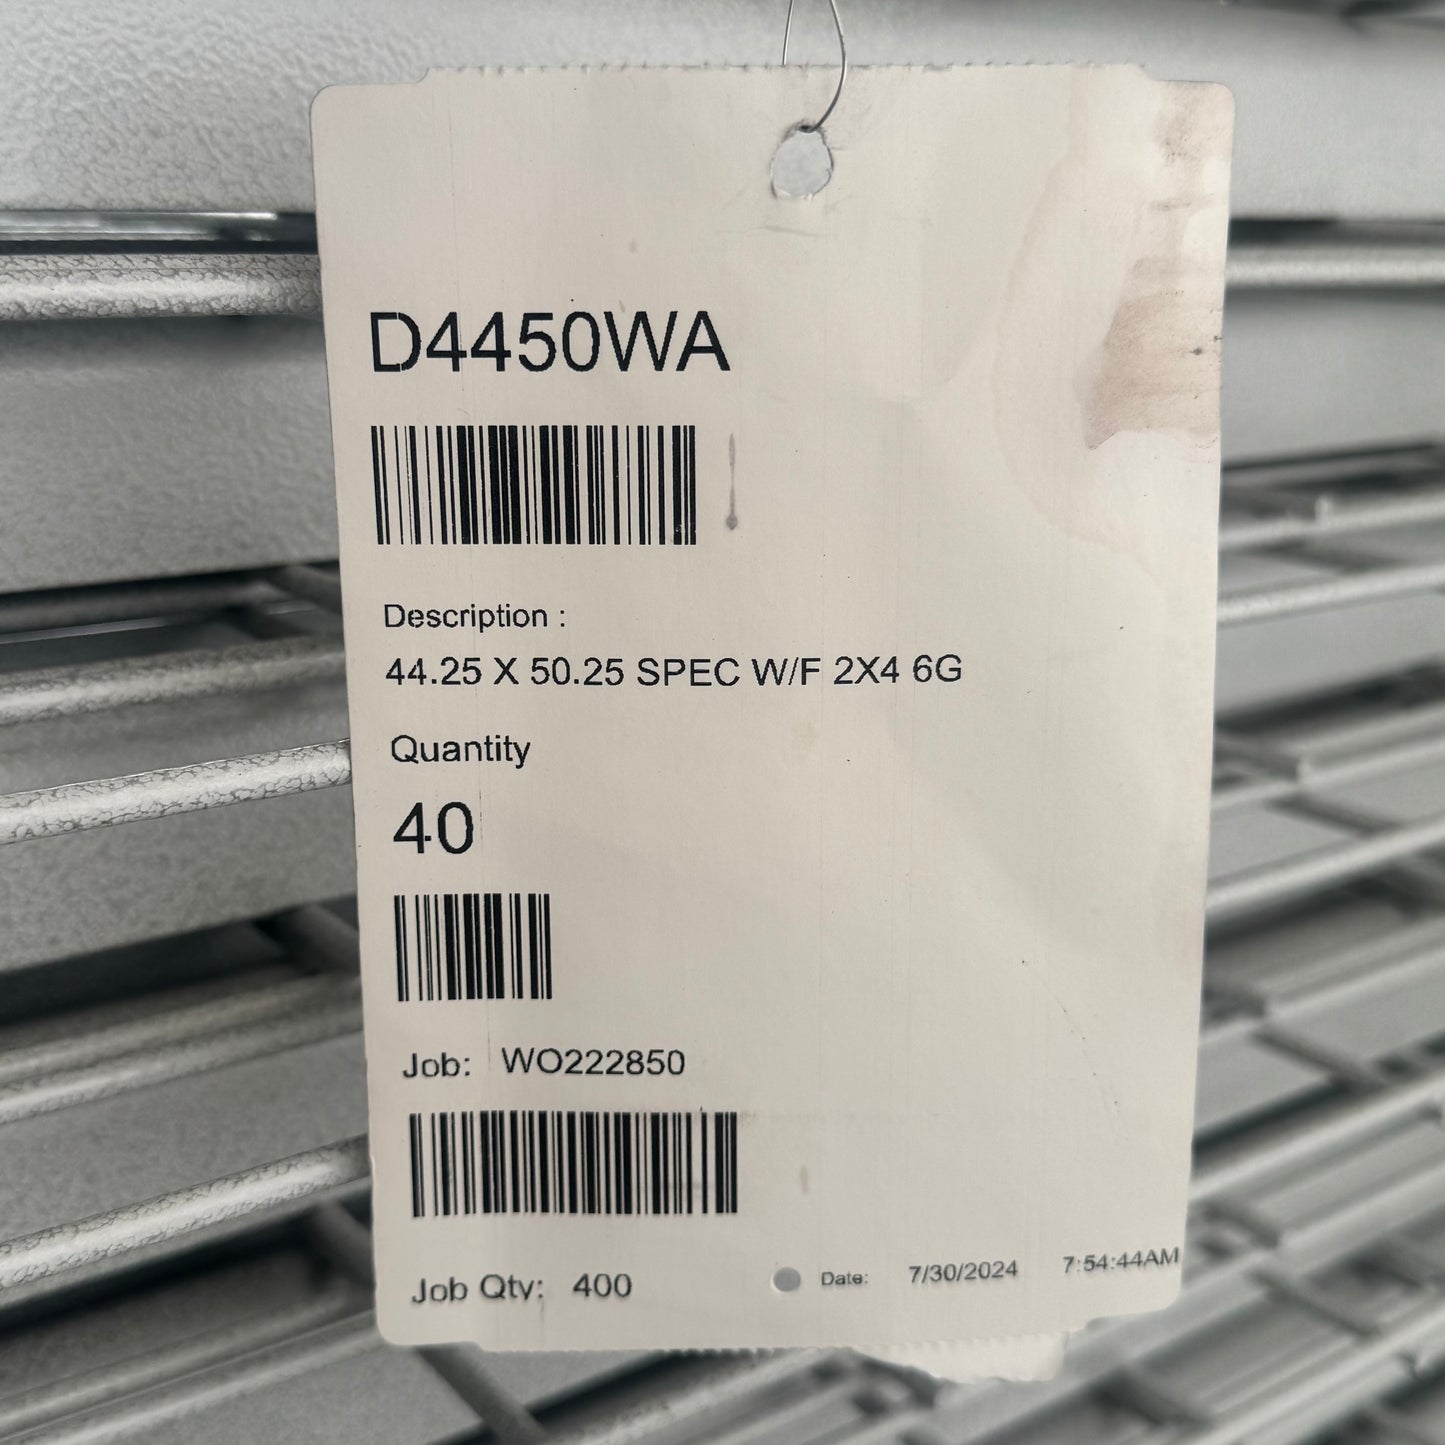 D4450WA
Description :
44.25 X 50.25 SPEC W/F 2X4 6G
Quantity
40
Job: WO222850
Job Qty: 400
Date: 7/30/2024 7:54:44AM